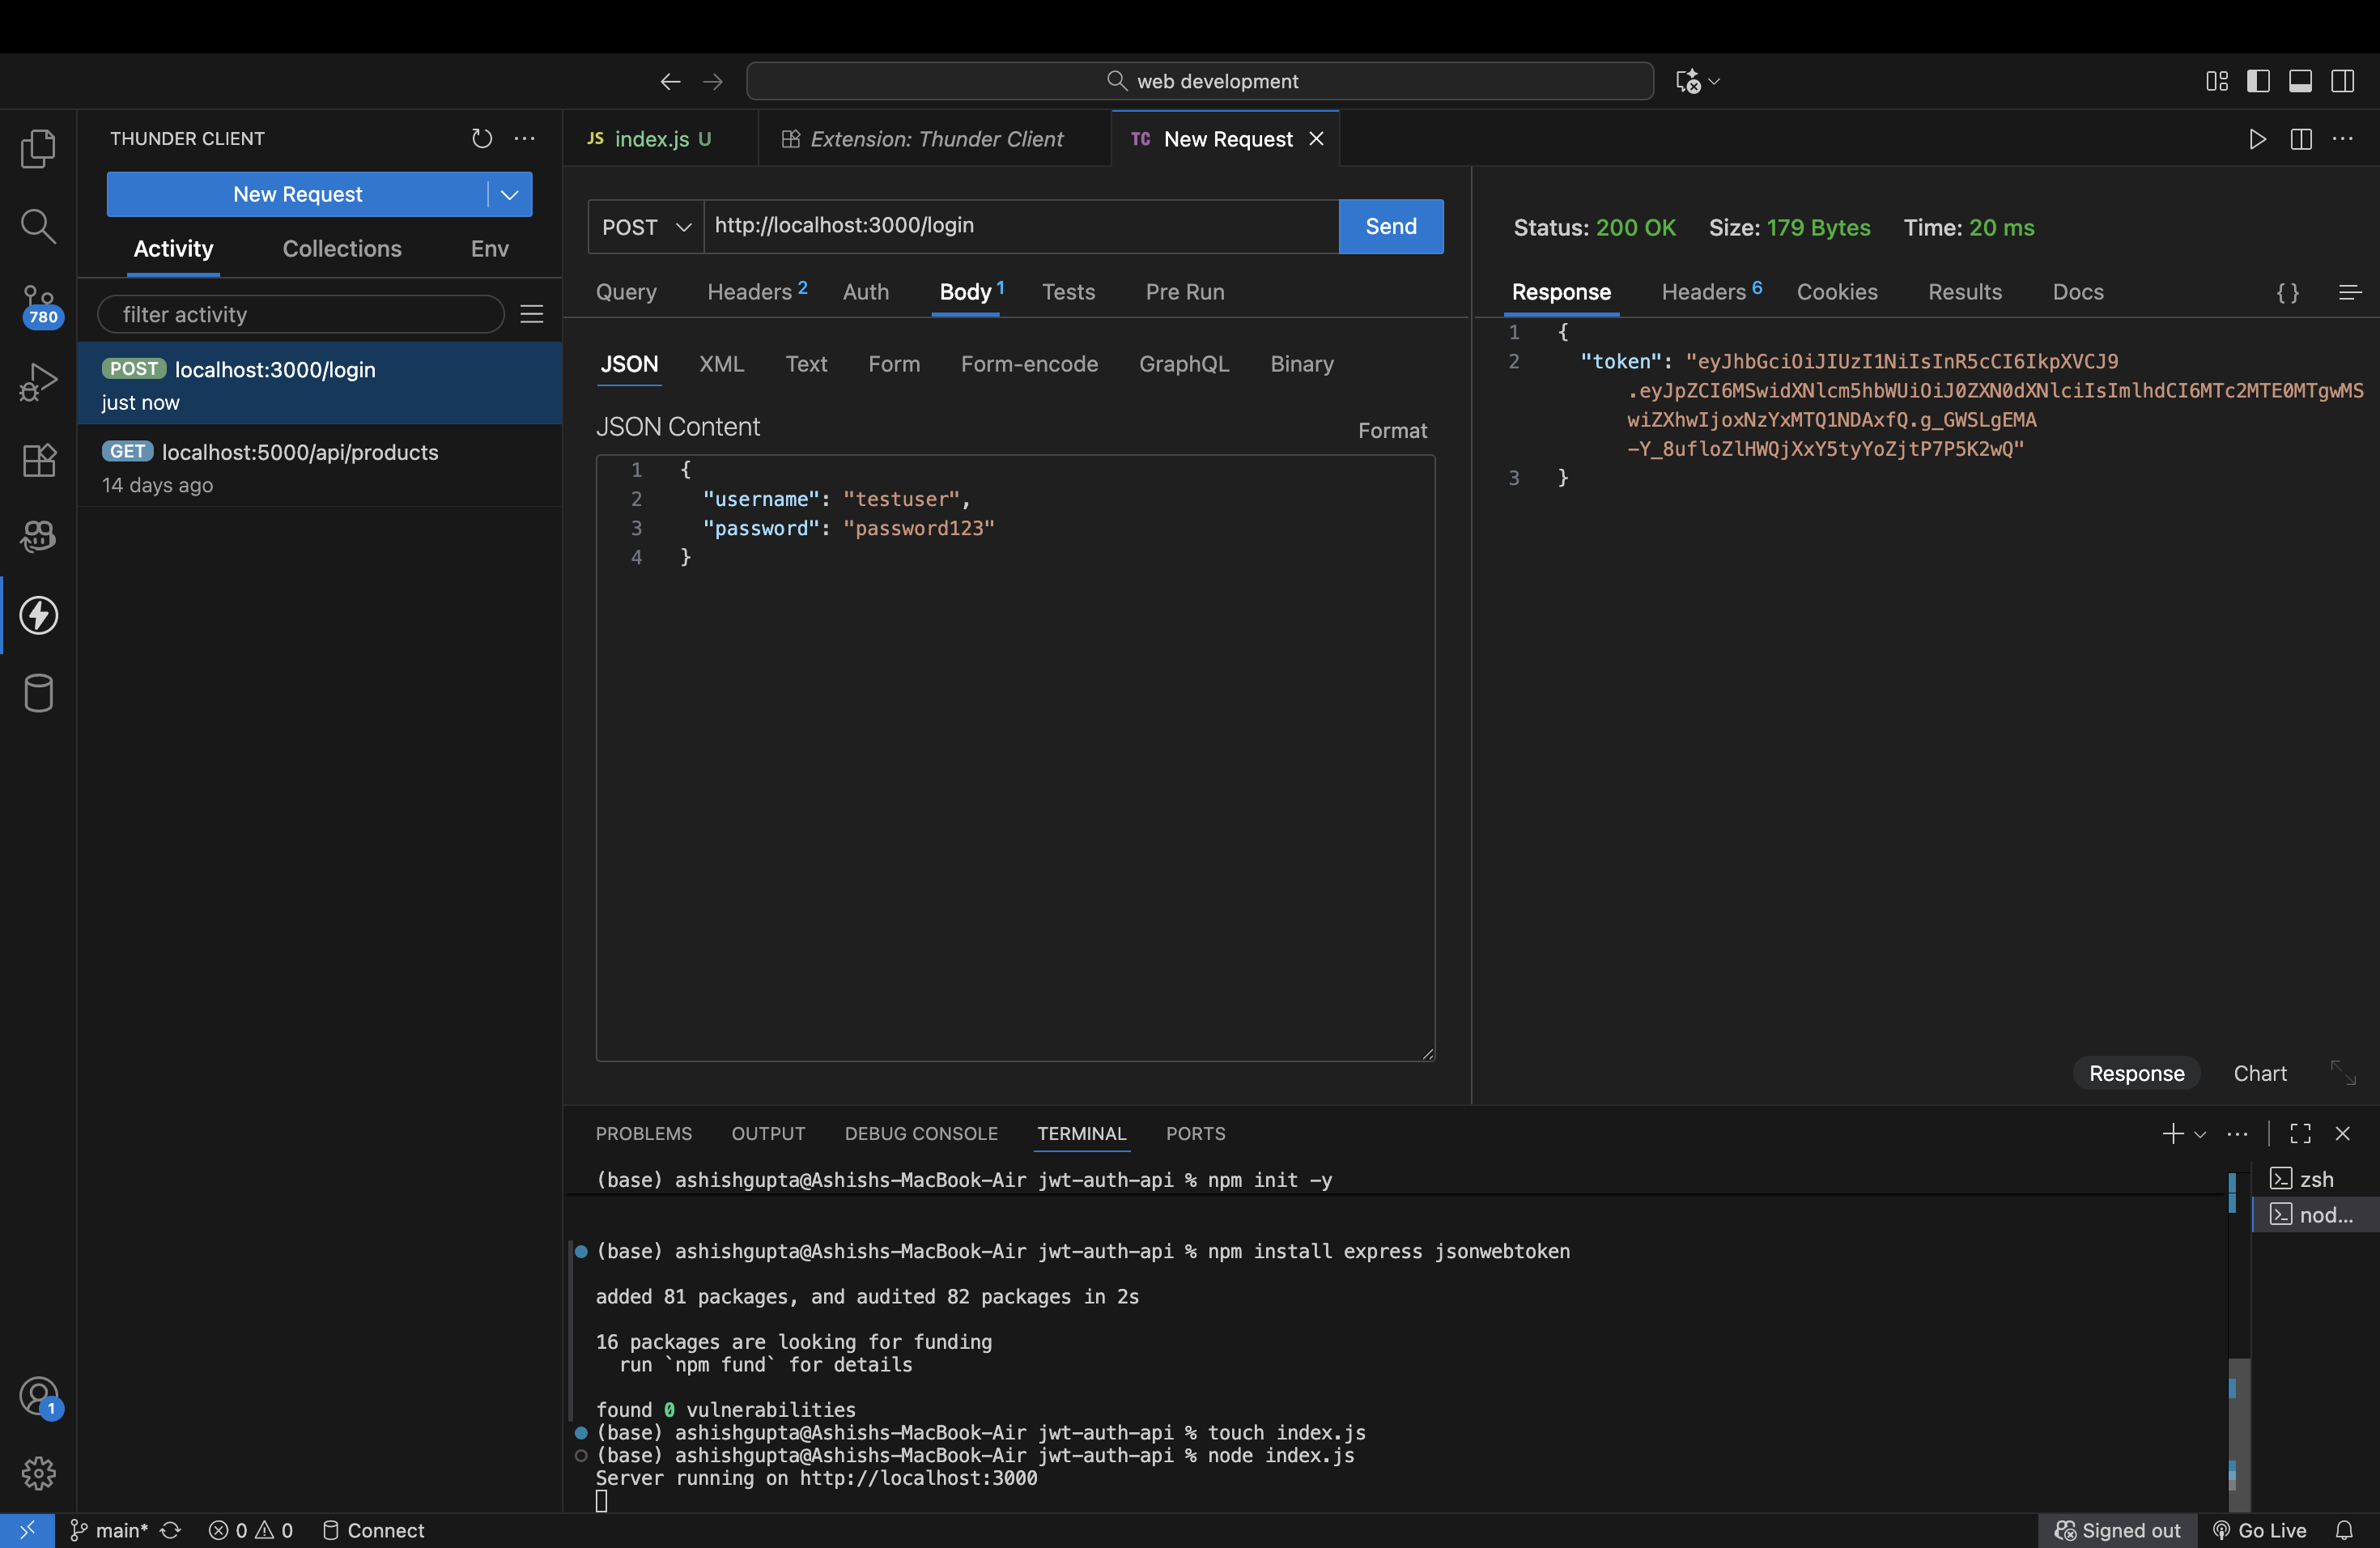 web development
THUNDER CLIENT
New Request
Activity Collections Env
filter activity
POST localhost:3000/login
just now
GET localhost:5000/api/products
14 days ago
780
1
JS index.js U
Extension: Thunder Client
TC New Request
POST http://localhost:3000/login Send
Query Headers 2 Auth Body 1 Tests Pre Run
JSON XML Text Form Form-encode GraphQL Binary
JSON Content Format
1 {
2 "username": "testuser",
3 "password": "password123"
4 }
Status: 200 OK Size: 179 Bytes Time: 20 ms
Response Headers 6 Cookies Results Docs { }
1 {
2 "token": "eyJhbGciOiJIUzI1NiIsInR5cCI6IkpXVCJ9
.eyJpZCI6MSwidXNlcm5hbWUiOiJ0ZXN0dXNlciIsImlhdCI6MTc2MTE0MTgwMS
wiZXhwIjoxNzYxMTQ1NDAxfQ.g_GWSLgEMA
-Y_8ufloZlHWQjXxY5tyYoZjtP7P5K2wQ"
3 }
Response Chart
PROBLEMS OUTPUT DEBUG CONSOLE TERMINAL PORTS
(base) ashishgupta@Ashishs-MacBook-Air jwt-auth-api % npm init -y
(base) ashishgupta@Ashishs-MacBook-Air jwt-auth-api % npm install express jsonwebtoken
added 81 packages, and audited 82 packages in 2s
16 packages are looking for funding
run `npm fund` for details
found 0 vulnerabilities
(base) ashishgupta@Ashishs-MacBook-Air jwt-auth-api % touch index.js
(base) ashishgupta@Ashishs-MacBook-Air jwt-auth-api % node index.js
Server running on http://localhost:3000
zsh
nod...
main* 0 0 Connect
Signed out Go Live